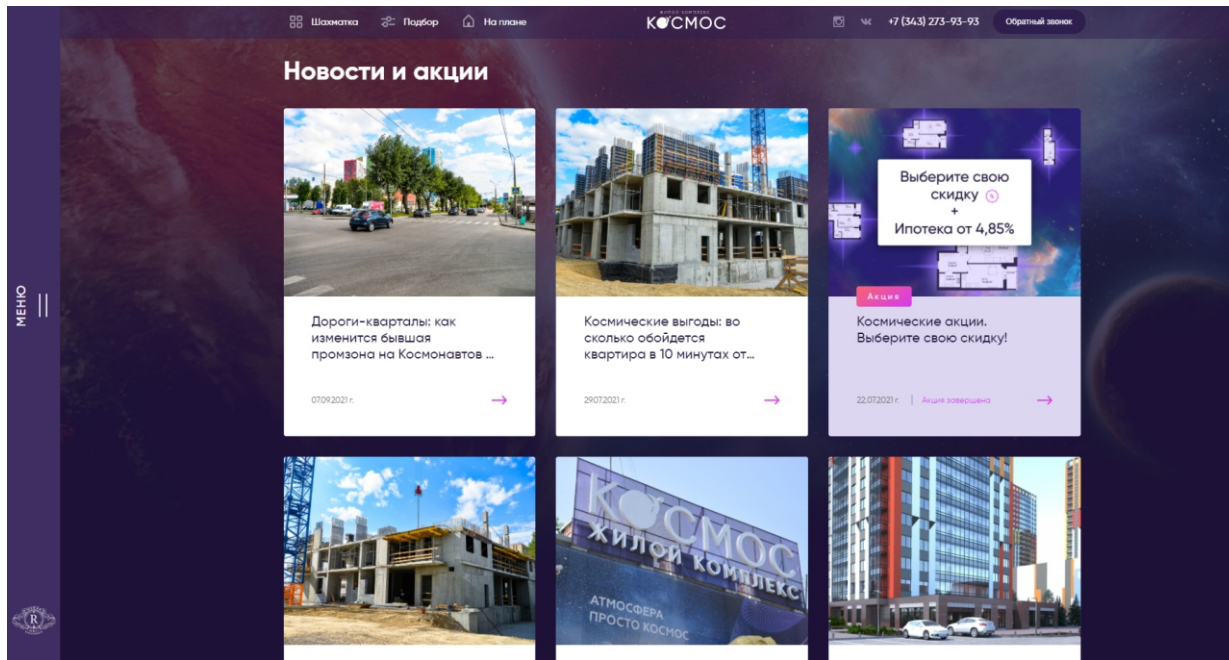 Шахматка
Подбор
На плане
ЖИЛОЙ КОМПЛЕКС
КОСМОС
+7 (343) 273-93-93
Обратный звонок
МЕНЮ
Новости и акции
Дороги-кварталы: как
изменится бывшая
промзона на Космонавтов ...
07.09.2021 г.
Космические выгоды: во
сколько обойдется
квартира в 10 минутах от...
29.07.2021 г.
Выберите свою
скидку
+
Ипотека от 4,85%
Акция
Космические акции.
Выберите свою скидку!
22.07.2021 г.
Акция завершена
КОСМОС
ЖИЛОЙ КОМПЛЕКС
АТМОСФЕРА
ПРОСТО КОСМОС
R